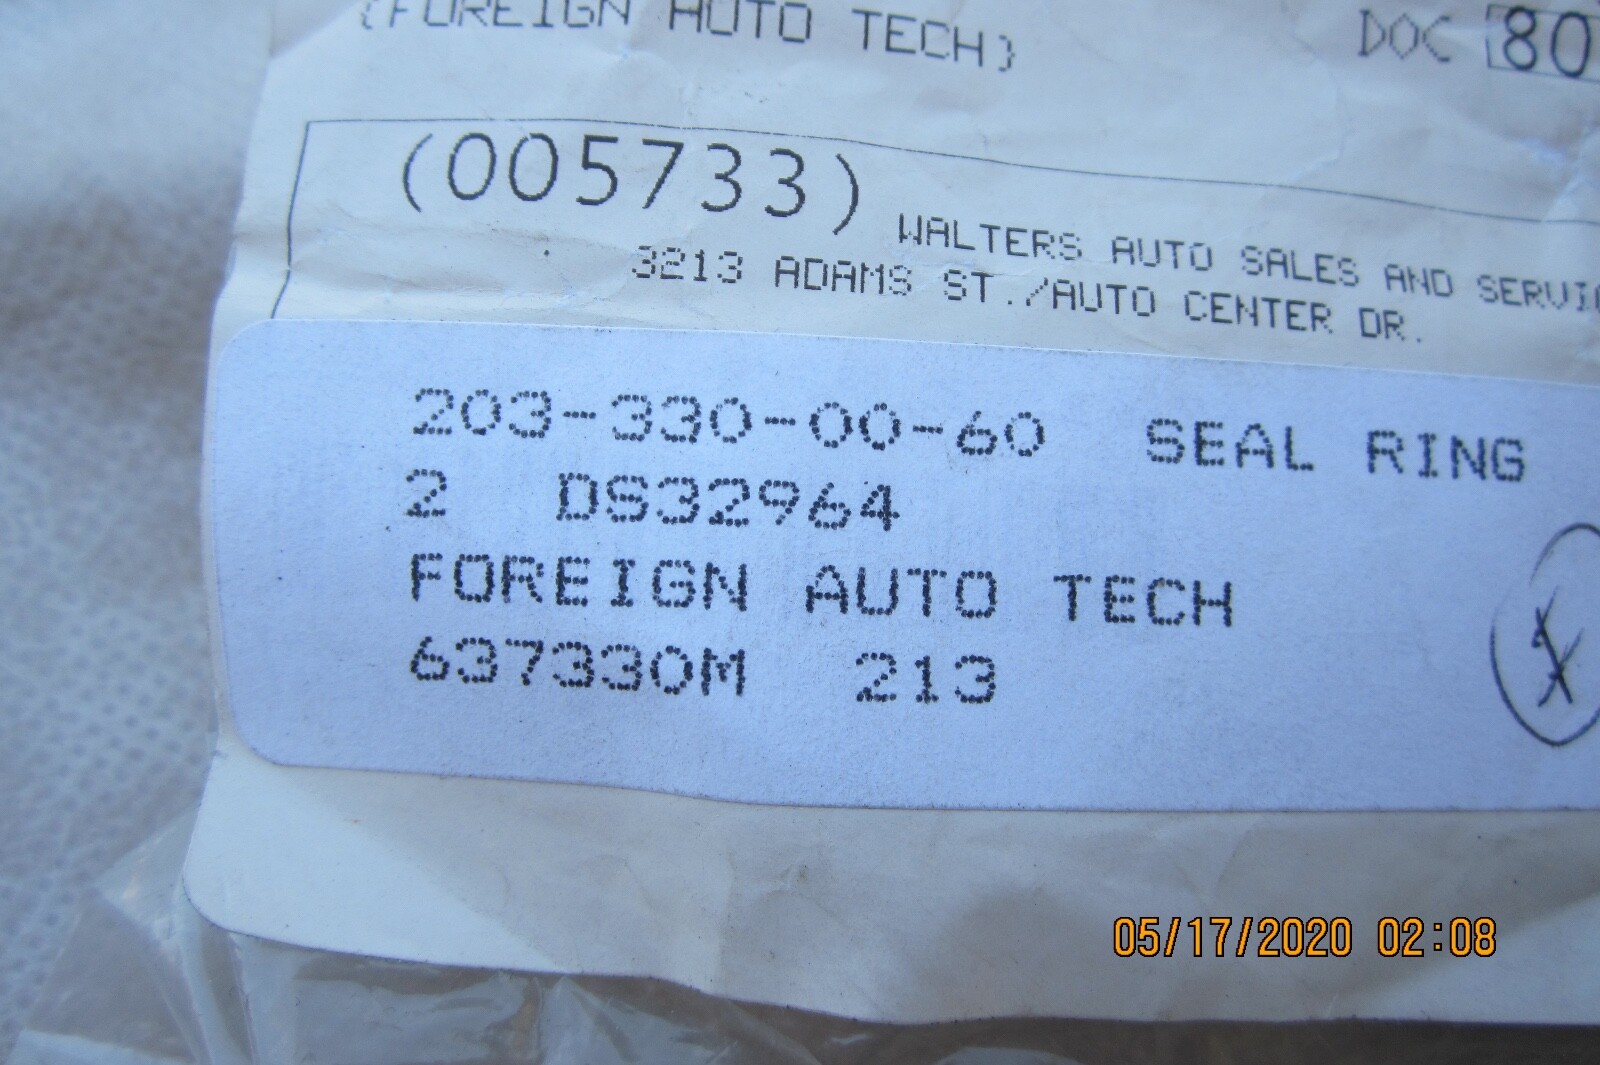 {FOREIGN AUTO TECH} DOC 80
(005733) WALTERS AUTO SALES AND SERVIC
3213 ADAMS ST./AUTO CENTER DR.
203-330-00-60 SEAL RING
2 DS32964
FOREIGN AUTO TECH
637330M 213
05/17/2020 02:08